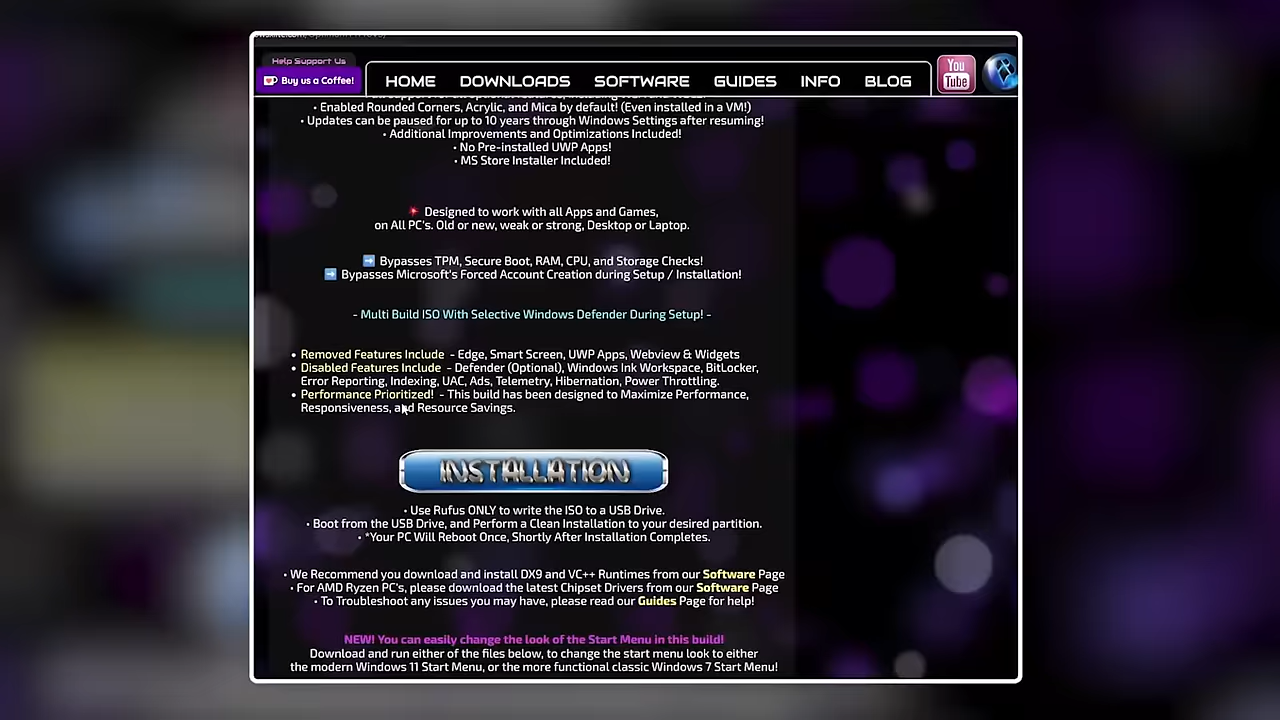 Help Support Us
Buy us a Coffee!
HOME DOWNLOADS SOFTWARE GUIDES INFO BLOG
You
Tube
• Enabled Rounded Corners, Acrylic, and Mica by default! (Even installed in a VM!)
• Updates can be paused for up to 10 years through Windows Settings after resuming!
• Additional Improvements and Optimizations Included!
• No Pre-installed UWP Apps!
• MS Store Installer Included!
Designed to work with all Apps and Games,
on All PC's. Old or new, weak or strong, Desktop or Laptop.
Bypasses TPM, Secure Boot, RAM, CPU, and Storage Checks!
Bypasses Microsoft's Forced Account Creation during Setup / Installation!
- Multi Build ISO With Selective Windows Defender During Setup! -
• Removed Features Include - Edge, Smart Screen, UWP Apps, Webview & Widgets
• Disabled Features Include - Defender (Optional), Windows Ink Workspace, BitLocker,
Error Reporting, Indexing, UAC, Ads, Telemetry, Hibernation, Power Throttling.
• Performance Prioritized! - This build has been designed to Maximize Performance,
Responsiveness, and Resource Savings.
INSTALLATION
• Use Rufus ONLY to write the ISO to a USB Drive.
• Boot from the USB Drive, and Perform a Clean Installation to your desired partition.
• *Your PC Will Reboot Once, Shortly After Installation Completes.
• We Recommend you download and install DX9 and VC++ Runtimes from our Software Page
• For AMD Ryzen PC's, please download the latest Chipset Drivers from our Software Page
• To Troubleshoot any issues you may have, please read our Guides Page for help!
NEW! You can easily change the look of the Start Menu in this build!
Download and run either of the files below, to change the start menu look to either
the modern Windows 11 Start Menu, or the more functional classic Windows 7 Start Menu!